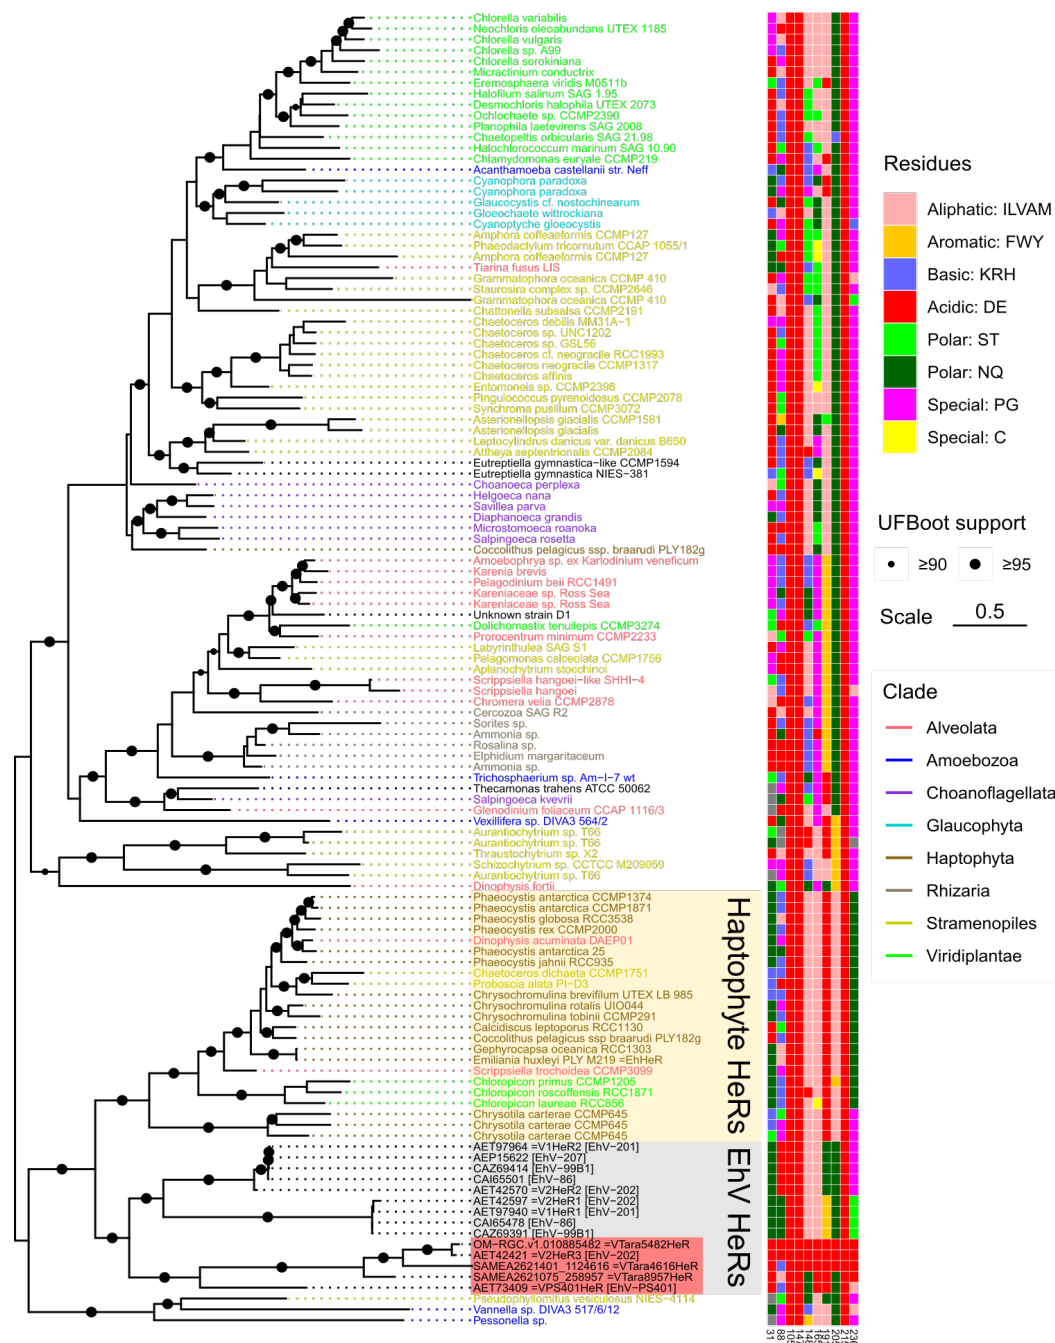 Chlorella variabilis
Neochloris oleoabundans UTEX 1185
Chlorella vulgaris
Chlorella sp. A99
Chlorella sorokiniana
Micractinium conductrix
Eremosphaera viridis M0511b
Halofilum salinum SAG 1.95
Desmochloris halophila UTEX 2073
Ochlochaete sp. CCMP2390
Planophila laetevirens SAG 2008
Chaetopeltis orbicularis SAG 21.98
Halochlorococcum marinum SAG 10.90
Chlamydomonas euryale CCMP219
Acanthamoeba castellanii str. Neff
Cyanophora paradoxa
Cyanophora paradoxa
Glaucocystis cf. nostochinearum
Gloeochaete wittrockiana
Cyanoptyche gloeocystis
Amphora coffeaeformis CCMP127
Phaeodactylum tricornutum CCAP 1055/1
Amphora coffeaeformis CCMP127
Tiarina fusus LIS
Grammatophora oceanica CCMP 410
Staurosira complex sp. CCMP2646
Grammatophora oceanica CCMP 410
Chattonella subsalsa CCMP2191
Chaetoceros debilis MM31A−1
Chaetoceros sp. UNC1202
Chaetoceros sp. GSL56
Chaetoceros cf. neogracile RCC1993
Chaetoceros neogracile CCMP1317
Chaetoceros affinis
Entomoneis sp. CCMP2396
Pinguiococcus pyrenoidosus CCMP2078
Synchroma pusillum CCMP3072
Asterionellopsis glacialis CCMP1581
Asterionellopsis glacialis
Leptocylindrus danicus var. danicus B650
Attheya septentrionalis CCMP2084
Eutreptiella gymnastica−like CCMP1594
Eutreptiella gymnastica NIES−381
Choanoeca perplexa
Helgoeca nana
Savillea parva
Diaphanoeca grandis
Microstomoeca roanoka
Salpingoeca rosetta
Coccolithus pelagicus ssp. braarudi PLY182g
Amoebophrya sp. ex Karlodinium veneficum
Karenia brevis
Pelagodinium beii RCC1491
Kareniaceae sp. Ross Sea
Kareniaceae sp. Ross Sea
Unknown strain D1
Dolichomastix tenuilepis CCMP3274
Prorocentrum minimum CCMP2233
Labyrinthulea SAG S1
Pelagomonas calceolata CCMP1756
Aplanochytrium stocchinoi
Scrippsiella hangoei−like SHHI−4
Scrippsiella hangoei
Chromera velia CCMP2878
Cercozoa SAG R2
Sorites sp.
Ammonia sp.
Rosalina sp.
Elphidium margaritaceum
Ammonia sp.
Trichosphaerium sp. Am−I−7 wt
Thecamonas trahens ATCC 50062
Salpingoeca kvevrii
Glenodinium foliaceum CCAP 1116/3
Vexillifera sp. DIVA3 564/2
Aurantiochytrium sp. T66
Aurantiochytrium sp. T66
Thraustochytrium sp. X2
Schizochytrium sp. CCTCC M209059
Aurantiochytrium sp. T66
Dinophysis fortii
Phaeocystis antarctica CCMP1374
Phaeocystis antarctica CCMP1871
Phaeocystis globosa RCC3538
Phaeocystis rex CCMP2000
Dinophysis acuminata DAEP01
Phaeocystis antarctica 25
Phaeocystis jahnii RCC935
Chaetoceros dichaeta CCMP1751
Proboscia alata PI−D3
Chrysochromulina brevifilum UTEX LB 985
Chrysochromulina rotalis UIO044
Chrysochromulina tobinii CCMP291
Calcidiscus leptoporus RCC1130
Coccolithus pelagicus ssp braarudi PLY182g
Gephyrocapsa oceanica RCC1303
Emiliania huxleyi PLY M219 =EhHeR
Scrippsiella trochoidea CCMP3099
Chloropicon primus CCMP1205
Chloropicon roscoffensis RCC1871
Chloropicon laureae RCC856
Chrysotila carterae CCMP645
Chrysotila carterae CCMP645
Chrysotila carterae CCMP645
AET97964 =V1HeR2 [EhV−201]
AEP15622 [EhV−207]
CAZ69414 [EhV−99B1]
CAI65501 [EhV−86]
AET42570 =V2HeR2 [EhV−202]
AET42597 =V2HeR1 [EhV−202]
AET97940 =V1HeR1 [EhV−201]
CAI65478 [EhV−86]
CAZ69391 [EhV−99B1]
OM−RGC.v1.010885482 =VTara5482HeR
AET42421 =V2HeR3 [EhV−202]
SAMEA2621401_1124616 =VTara4616HeR
SAMEA2621075_258957 =VTara8957HeR
AET73409 =VPS401HeR [EhV−PS401]
Pseudophyllomitus vesiculosus NIES−4114
Vannella sp. DIVA3 517/6/12
Pessonella sp.
Haptophyte HeRs
EhV HeRs
31
88
Residues
Aliphatic: ILVAM
Aromatic: FWY
Basic: KRH
Acidic: DE
Polar: ST
Polar: NQ
Special: PG
Special: C
UFBoot support
≥90
≥95
Scale
0.5
Clade
Alveolata
Amoebozoa
Choanoflagellata
Glaucophyta
Haptophyta
Rhizaria
Stramenopiles
Viridiplantae